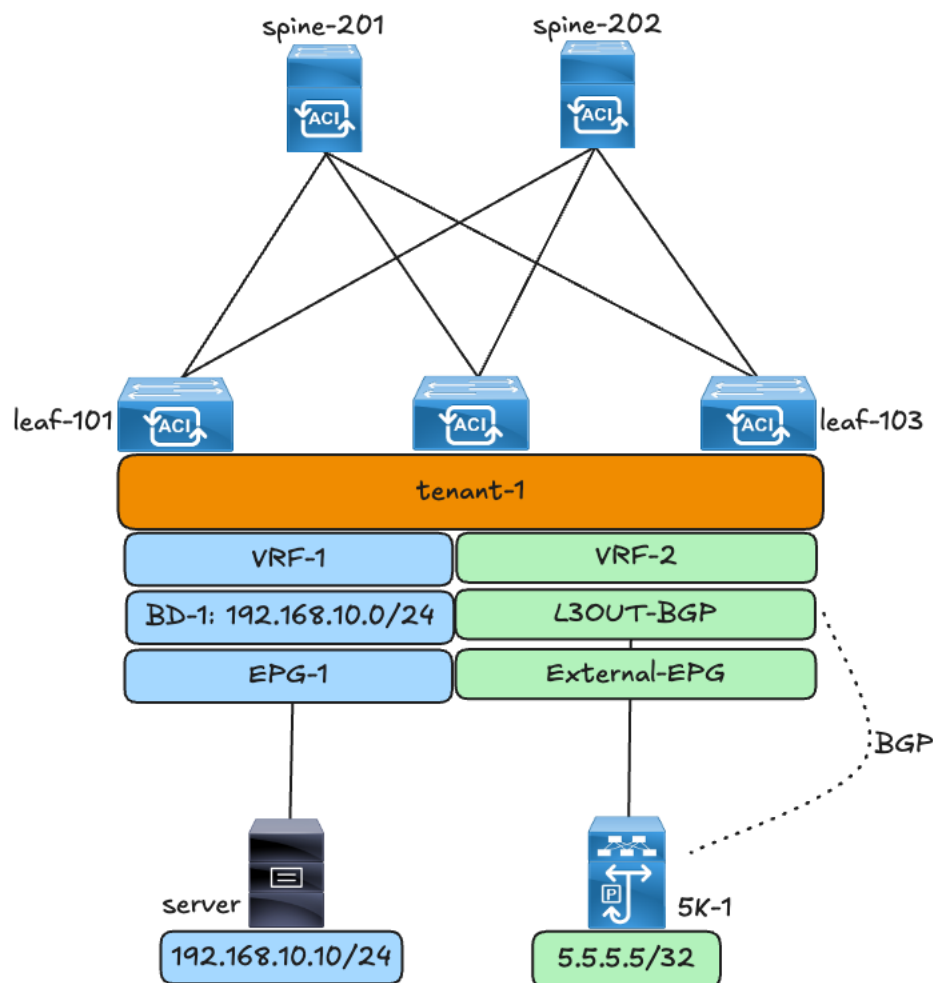 spine-201
spine-202
ACI
ACI
leaf-101
ACI
ACI
ACI
leaf-103
tenant-1
VRF-1
VRF-2
BD-1: 192.168.10.0/24
L3OUT-BGP
EPG-1
External-EPG
BGP
server
P
5K-1
192.168.10.10/24
5.5.5.5/32